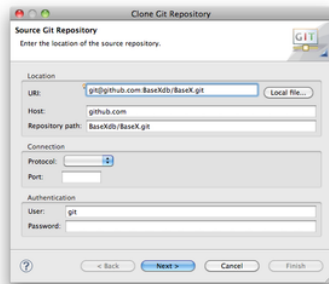 Clone Git Repository
Source Git Repository
Enter the location of the source repository.
GIT
Location
URI: git@github.com:BaseXdb/BaseX.git Local file...
Host: github.com
Repository path: BaseXdb/BaseX.git
Connection
Protocol:
Port:
Authentication
User: git
Password:
? < Back Next > Cancel Finish